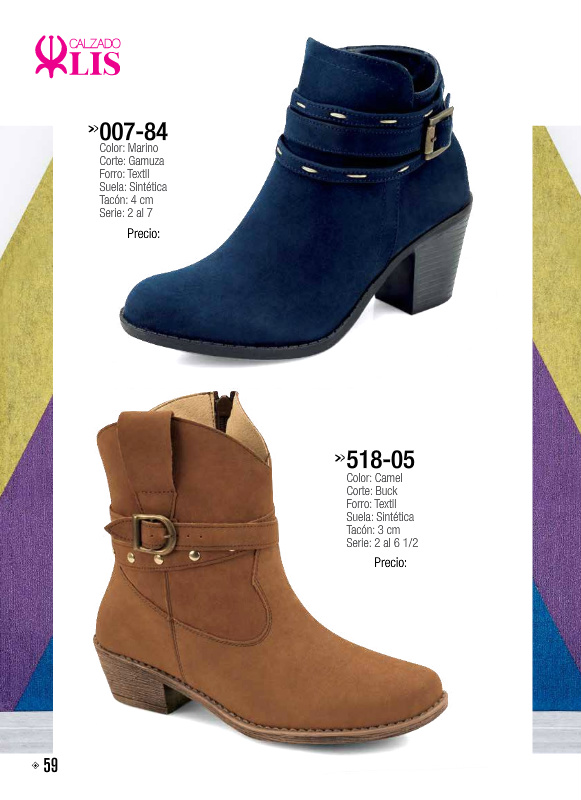 CALZADO
LIS
007-84
Color: Marino
Corte: Gamuza
Forro: Textil
Suela: Sintética
Tacón: 4 cm
Serie: 2 al 7
Precio:
518-05
Color: Camel
Corte: Buck
Forro: Textil
Suela: Sintética
Tacón: 3 cm
Serie: 2 al 6 1/2
Precio:
59